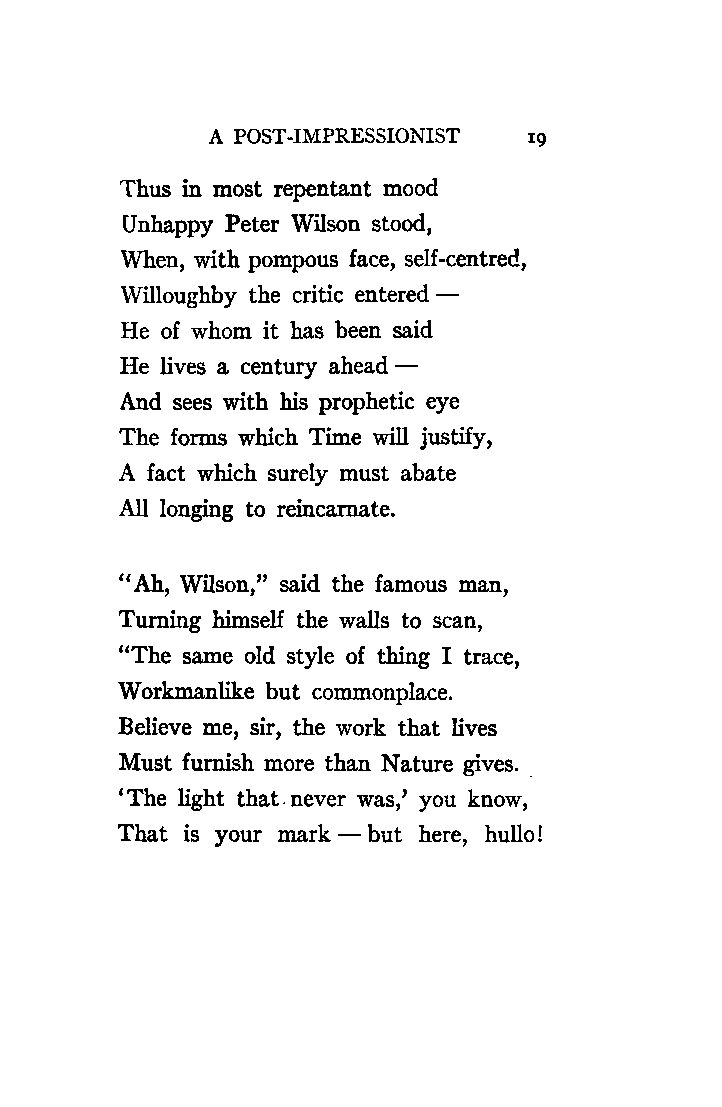 A POST-IMPRESSIONIST 19
Thus in most repentant mood
Unhappy Peter Wilson stood,
When, with pompous face, self-centred,
Willoughby the critic entered —
He of whom it has been said
He lives a century ahead —
And sees with his prophetic eye
The forms which Time will justify,
A fact which surely must abate
All longing to reincarnate.
“Ah, Wilson,” said the famous man,
Turning himself the walls to scan,
“The same old style of thing I trace,
Workmanlike but commonplace.
Believe me, sir, the work that lives
Must furnish more than Nature gives.
‘The light that never was,’ you know,
That is your mark — but here, hullo!